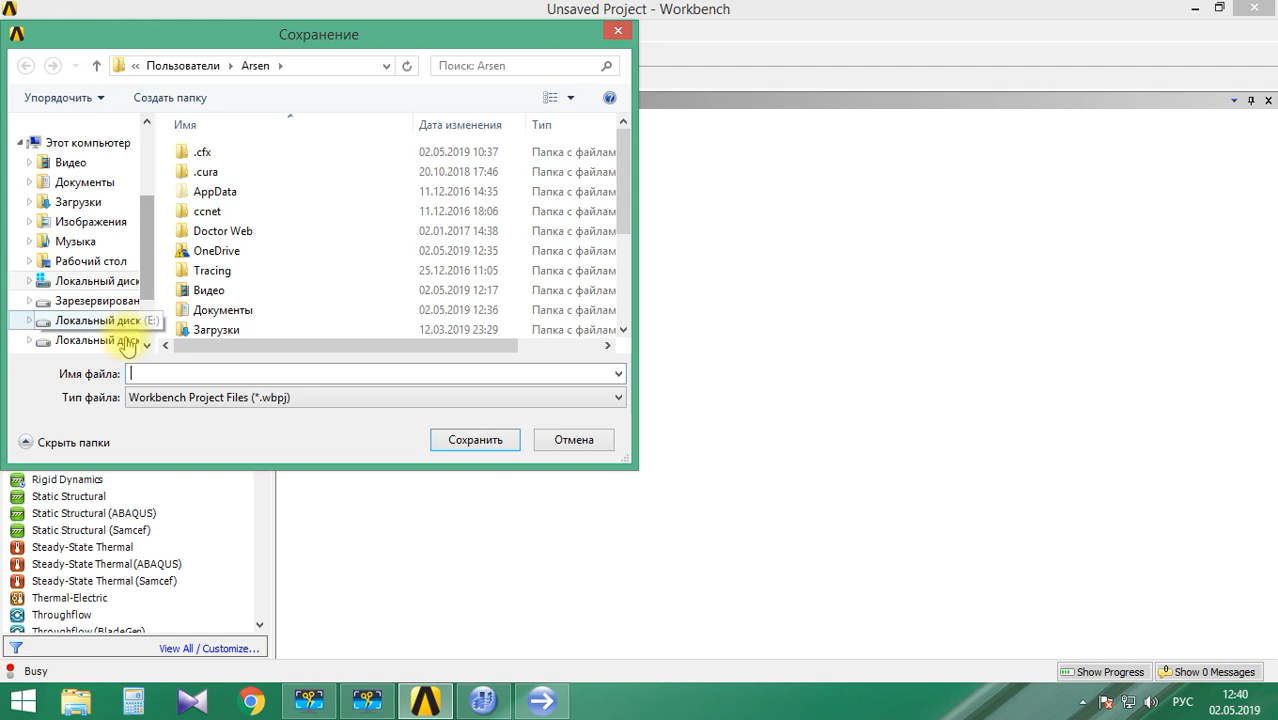 Unsaved Project - Workbench
Сохранение
Пользователи Arsen
Поиск: Arsen
Упорядочить
Создать папку
Имя
Дата изменения
Тип
Этот компьютер
Видео
Документы
Загрузки
Изображения
Музыка
Рабочий стол
Локальный диск
Зарезервирован
Локальный диск (E:)
Локальный диск
.cfx 02.05.2019 10:37 Папка с файлам
.cura 20.10.2018 17:46 Папка с файлам
AppData 11.12.2016 14:35 Папка с файлам
ccnet 11.12.2016 18:06 Папка с файлам
Doctor Web 02.01.2017 14:38 Папка с файлам
OneDrive 02.05.2019 12:35 Папка с файлам
Tracing 25.12.2016 11:05 Папка с файлам
Видео 02.05.2019 12:17 Папка с файлам
Документы 02.05.2019 12:36 Папка с файлам
Загрузки 12.03.2019 23:29 Папка с файлам
Имя файла:
Тип файла: Workbench Project Files (*.wbpj)
Скрыть папки
Сохранить
Отмена
Rigid Dynamics
Static Structural
Static Structural (ABAQUS)
Static Structural (Samcef)
Steady-State Thermal
Steady-State Thermal (ABAQUS)
Steady-State Thermal (Samcef)
Thermal-Electric
Throughflow
Throughflow (BladeGen)
View All / Customize...
Busy
Show Progress
Show 0 Messages
РУС
12:40
02.05.2019